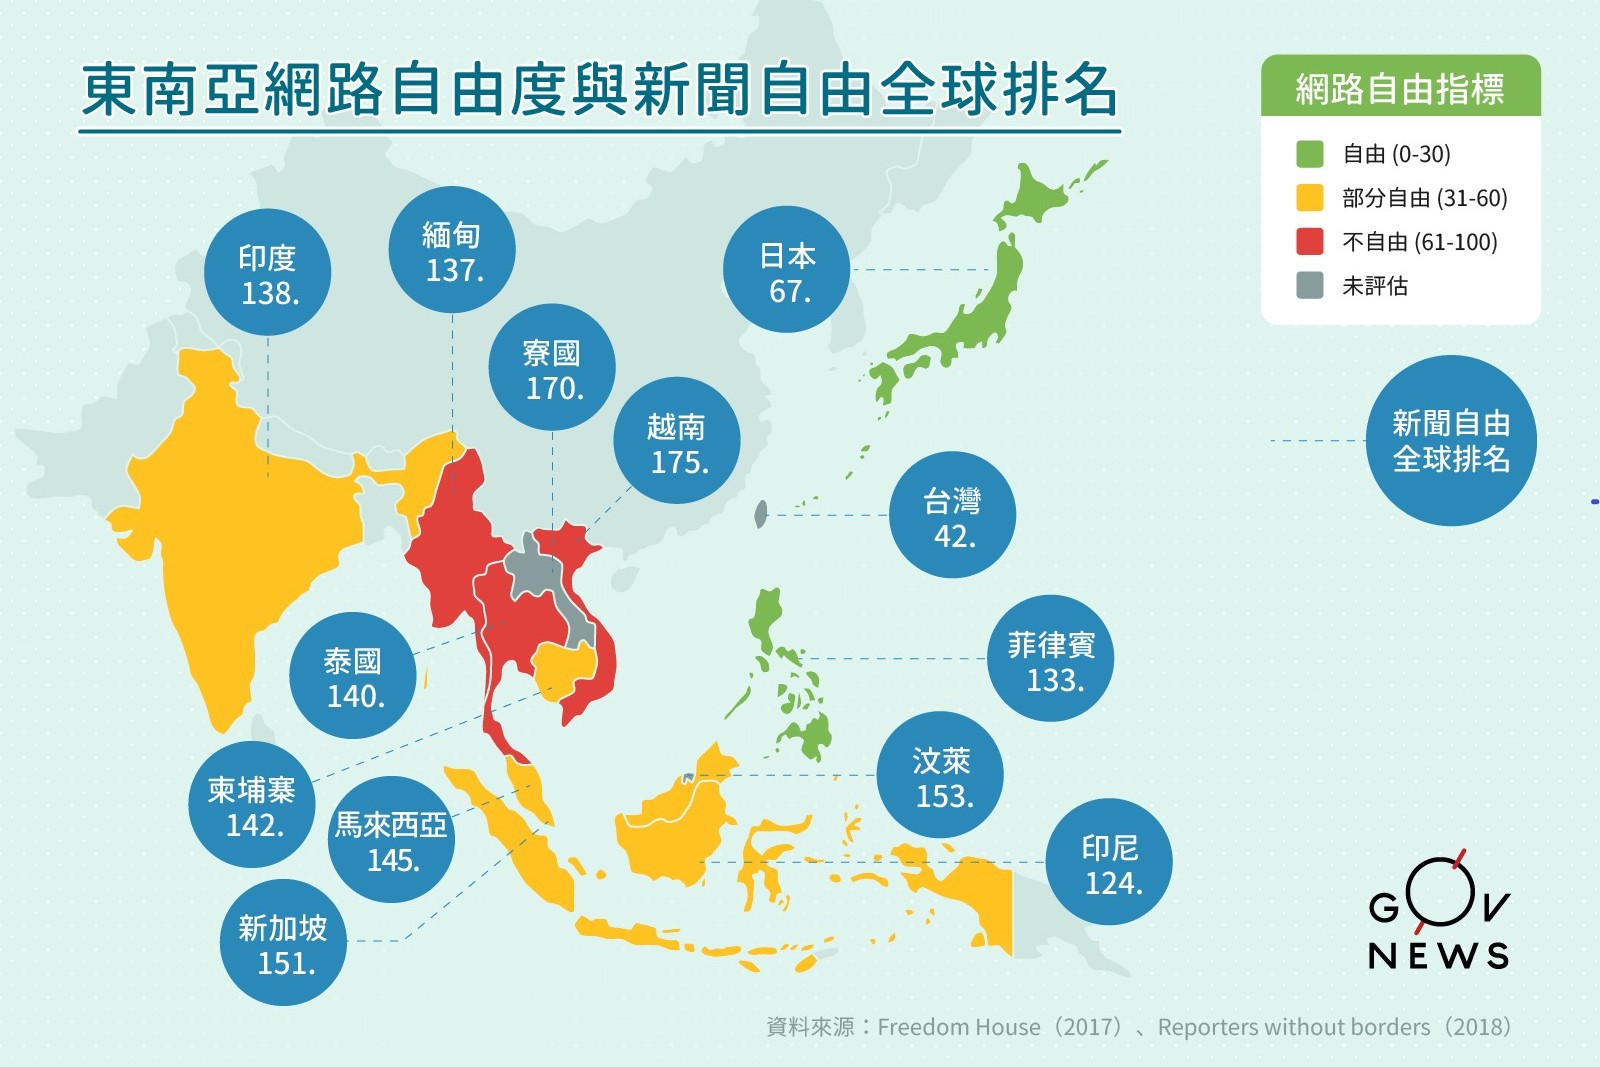 東南亞網路自由度與新聞自由全球排名
網路自由指標
自由 (0-30)
部分自由 (31-60)
不自由 (61-100)
未評估
印度
138.
緬甸
137.
日本
67.
寮國
170.
越南
175.
新聞自由
全球排名
台灣
42.
泰國
140.
菲律賓
133.
柬埔寨
142.
馬來西亞
145.
汶萊
153.
印尼
124.
新加坡
151.
GOV
NEWS
資料來源：Freedom House（2017）、Reporters without borders（2018）